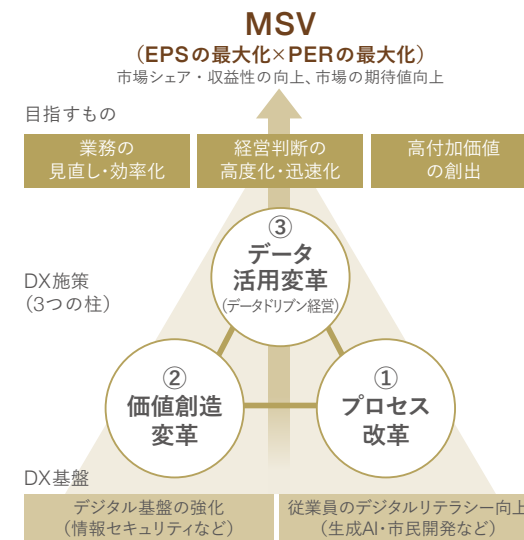 MSV
（EPSの最大化×PERの最大化）
市場シェア・収益性の向上、市場の期待値向上
目指すもの
業務の
見直し・効率化
経営判断の
高度化・迅速化
高付加価値
の創出
DX施策
（3つの柱）
③
データ
活用変革
（データドリブン経営）
②
価値創造
変革
①
プロセス
改革
DX基盤
デジタル基盤の強化
（情報セキュリティなど）
従業員のデジタルリテラシー向上
（生成AI・市民開発など）